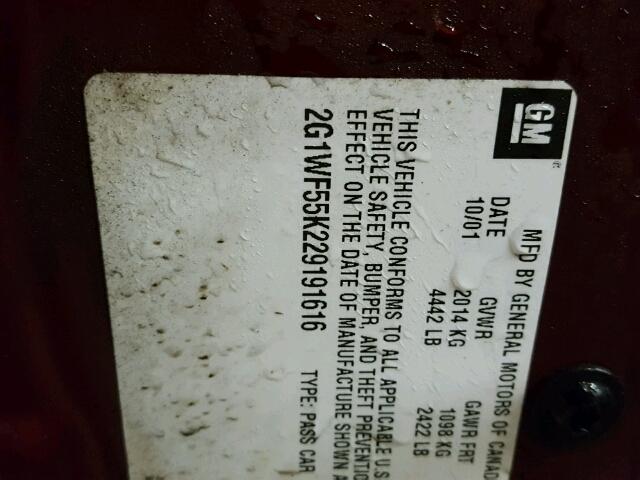 GM
MFD BY GENERAL MOTORS OF CANAD
DATE GVWR GAWR FRT
10/01 2014 KG 1098 KG
4442 LB 2422 LB
THIS VEHICLE CONFORMS TO ALL APPLICABLE U.S
VEHICLE SAFETY, BUMPER, AND THEFT PREVENTIO
EFFECT ON THE DATE OF MANUFACTURE SHOWN A
2G1WF55K229191616 TYPE: PASS CAR